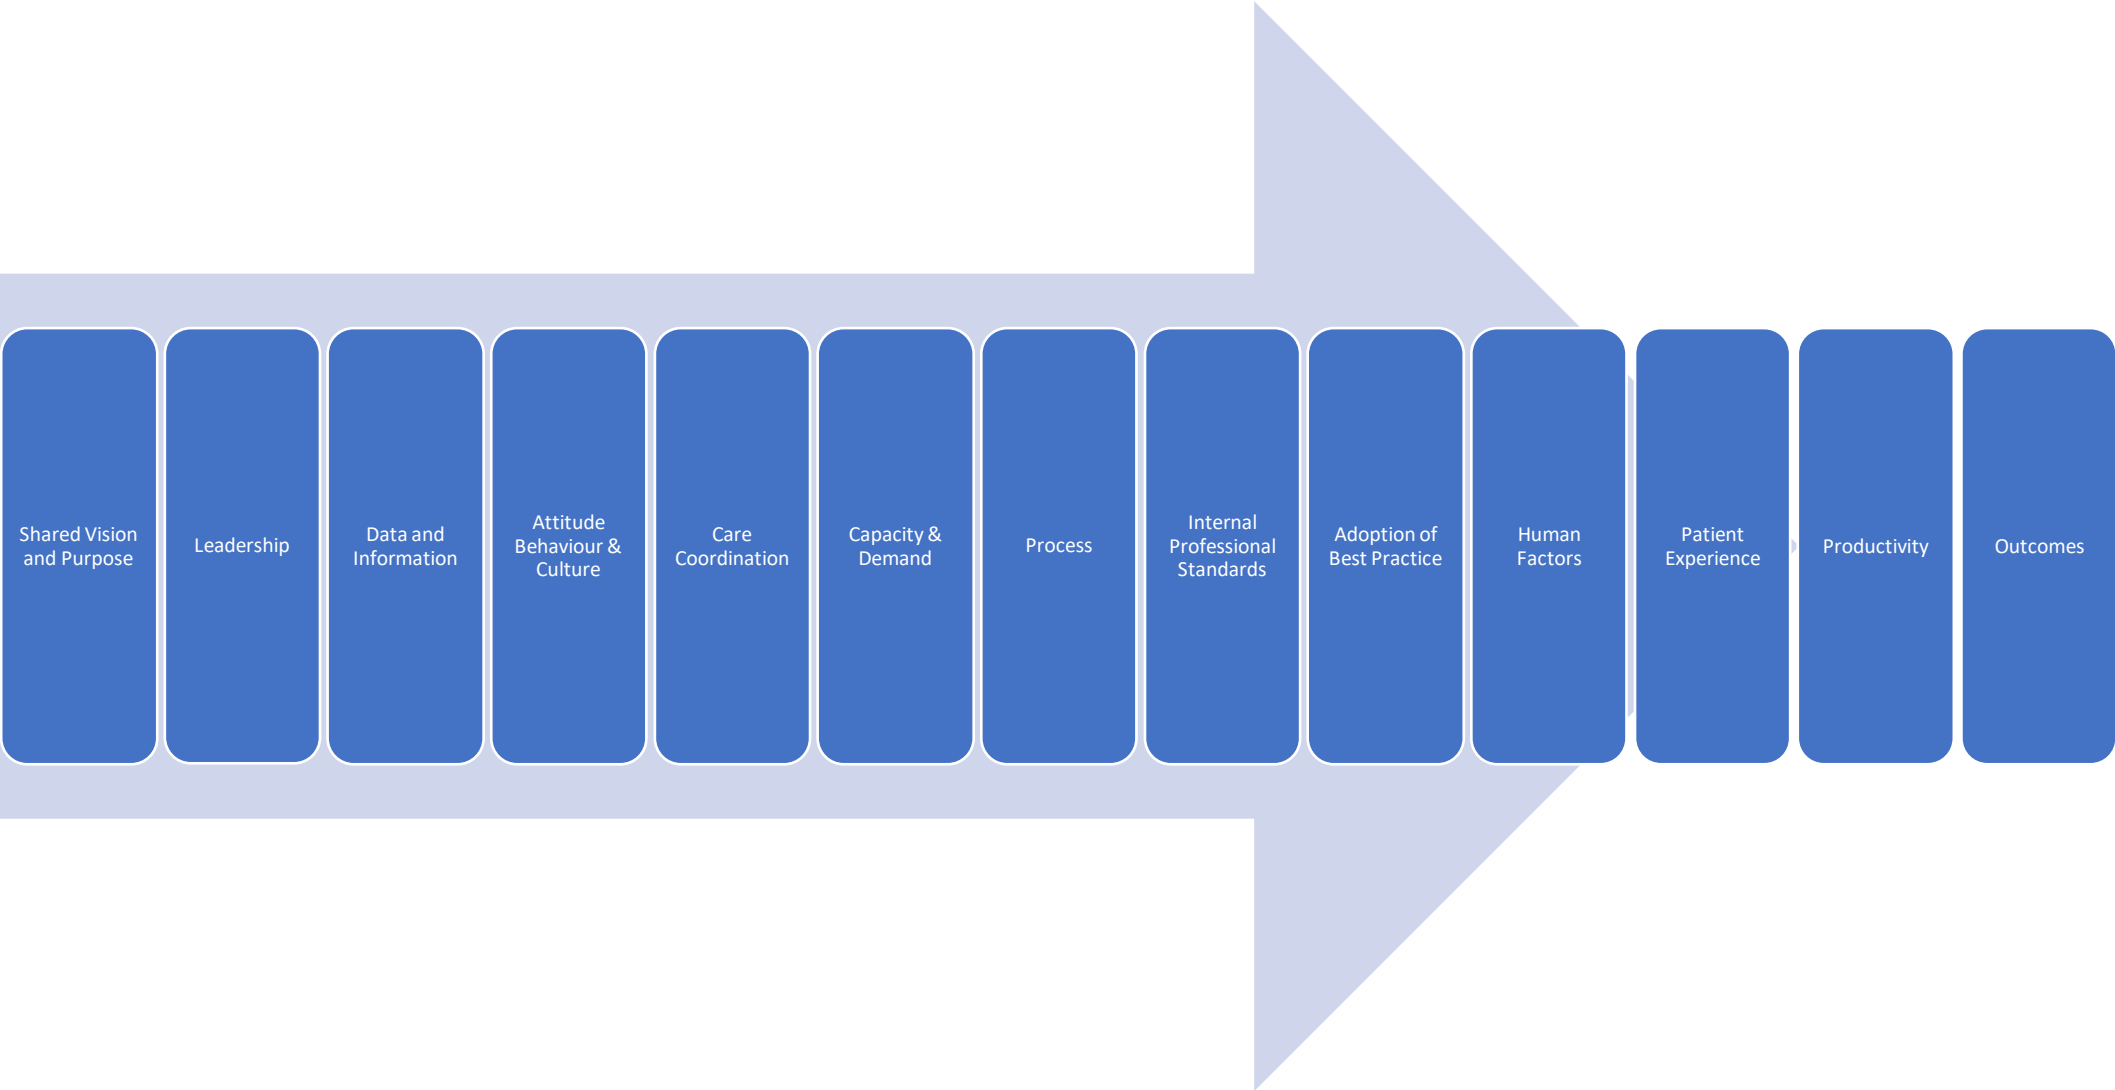 Shared Vision
and Purpose
Leadership
Data and
Information
Attitude
Behaviour &
Culture
Care
Coordination
Capacity &
Demand
Process
Internal
Professional
Standards
Adoption of
Best Practice
Human
Factors
Patient
Experience
Productivity
Outcomes